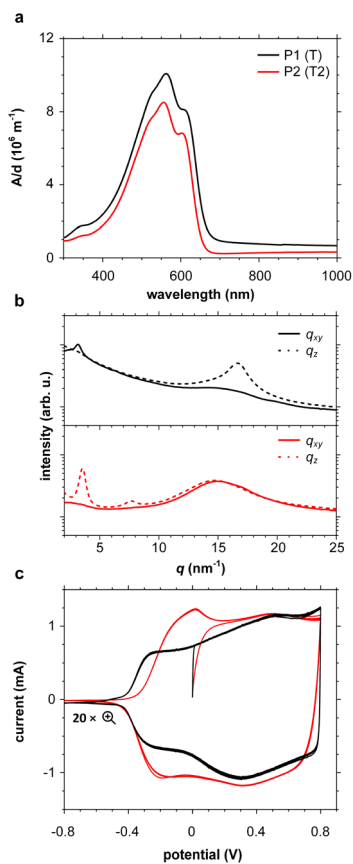 a
12
P1 (T)
P2 (T2)
8
A/d (10⁶ m⁻¹)
4
0
400 600 800 1000
wavelength (nm)
b
qxy
qz
intensity (arb. u.)
qxy
qz
5 10 15 20 25
q (nm⁻¹)
c
1
current (mA)
0
20 ×
-1
-0.8 -0.4 0 0.4 0.8
potential (V)